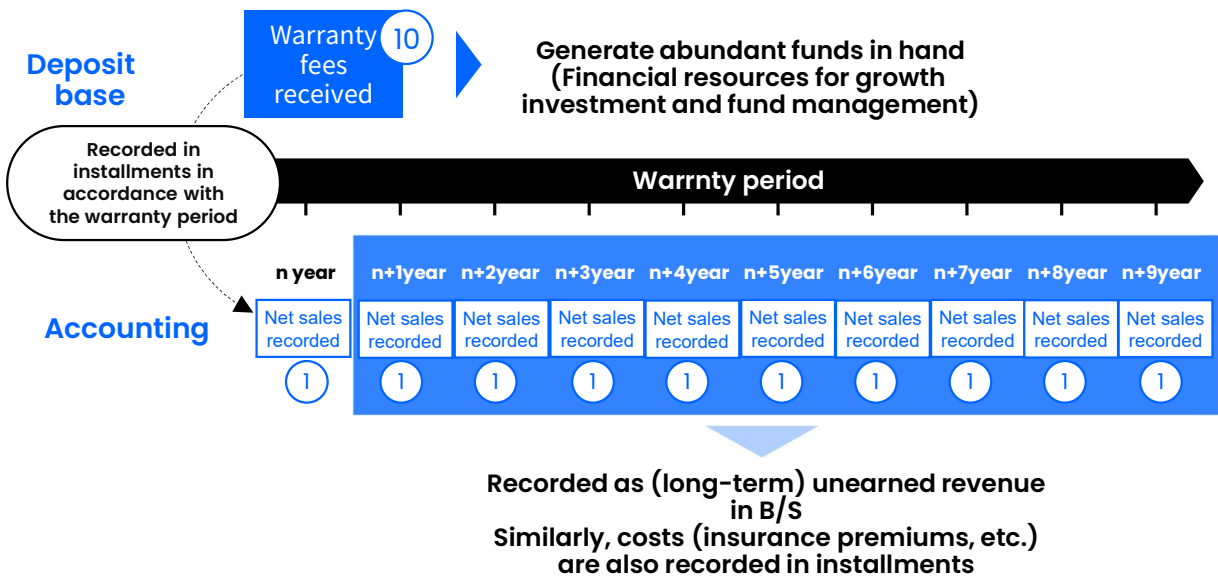 Deposit
base
Warranty
fees
received
10
Generate abundant funds in hand
(Financial resources for growth
investment and fund management)
Recorded in
installments in
accordance with
the warranty period
Warrnty period
n year
n+1year
n+2year
n+3year
n+4year
n+5year
n+6year
n+7year
n+8year
n+9year
Accounting
Net sales
recorded
1
Net sales
recorded
1
Net sales
recorded
1
Net sales
recorded
1
Net sales
recorded
1
Net sales
recorded
1
Net sales
recorded
1
Net sales
recorded
1
Net sales
recorded
1
Net sales
recorded
1
Recorded as (long-term) unearned revenue
in B/S
Similarly, costs (insurance premiums, etc.)
are also recorded in installments